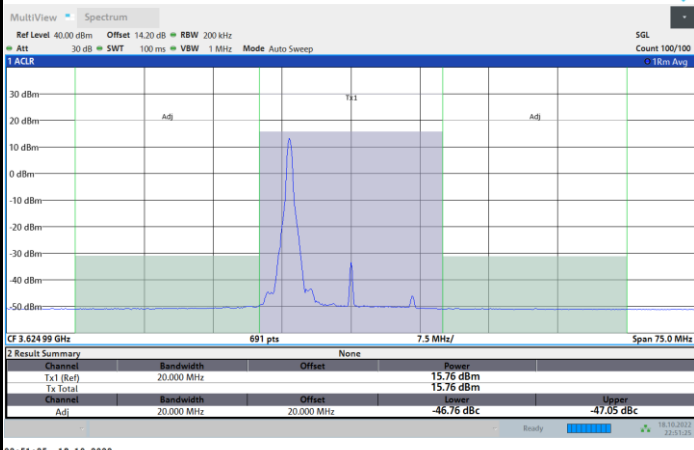 MultiView Spectrum
Ref Level 40.00 dBm Offset 14.20 dB RBW 200 kHz SGL
Att 30 dB SWT 100 ms VBW 1 MHz Mode Auto Sweep Count 100/100
1 ACLR 1Rm Avg
30 dBm
Tx1
20 dBm
Adj Adj
10 dBm
0 dBm
-10 dBm
-20 dBm
-30 dBm
-40 dBm
-50 dBm
CF 3.624 99 GHz 691 pts 7.5 MHz/ Span 75.0 MHz
2 Result Summary None
Channel Bandwidth Offset Power
Tx1 (Ref) 20.000 MHz 15.76 dBm
Tx Total 15.76 dBm
Channel Bandwidth Offset Lower Upper
Adj 20.000 MHz 20.000 MHz -46.76 dBc -47.05 dBc
Ready 18.10.2022
22:51:25